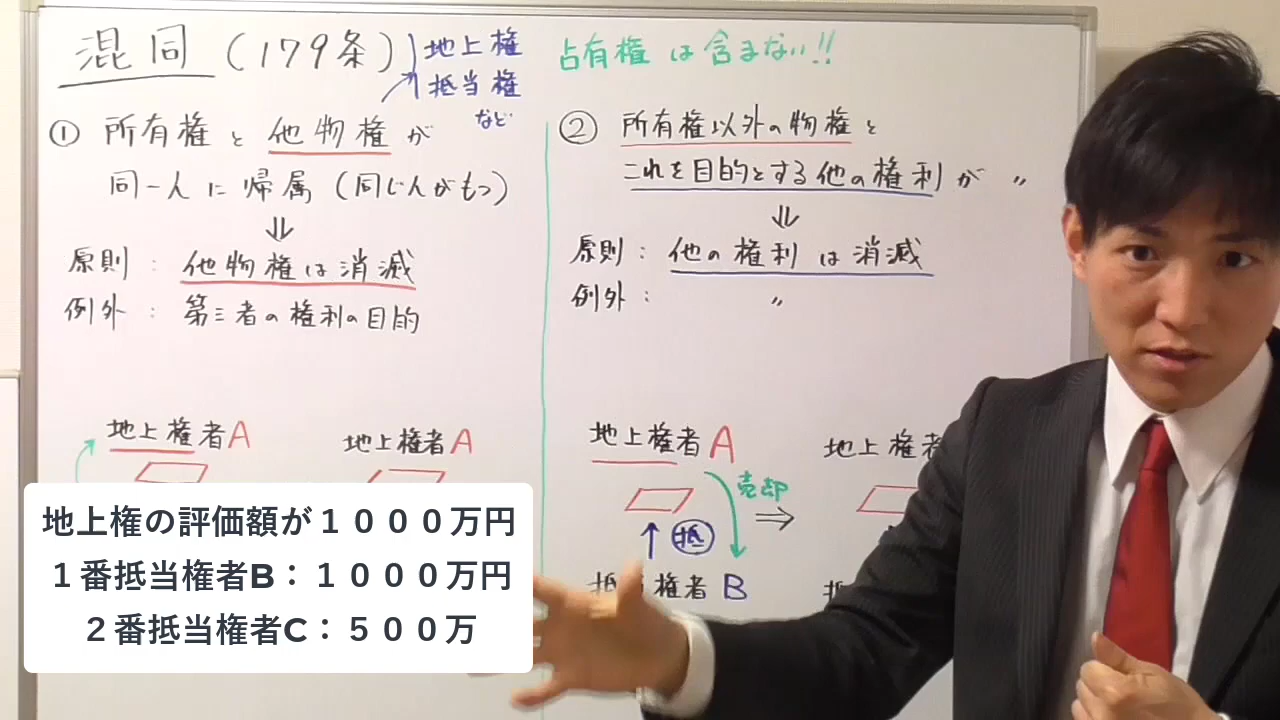 混同(179条)
地上権
抵当権
など
占有権は含まない!!
① 所有権と他物権が
同一人に帰属(同じ人がもつ)
⇓
原則:他物権は消滅
例外:第三者の権利の目的
地上権者A
地上権者A
② 所有権以外の物権と
これを目的とする他の権利が 〃
⇓
原則:他の権利は消滅
例外: 〃
地上権者A
売却
⇒
↑ 抵
権者B
地上権者
地上権の評価額が1000万円
1番抵当権者B:1000万円
2番抵当権者C:500万